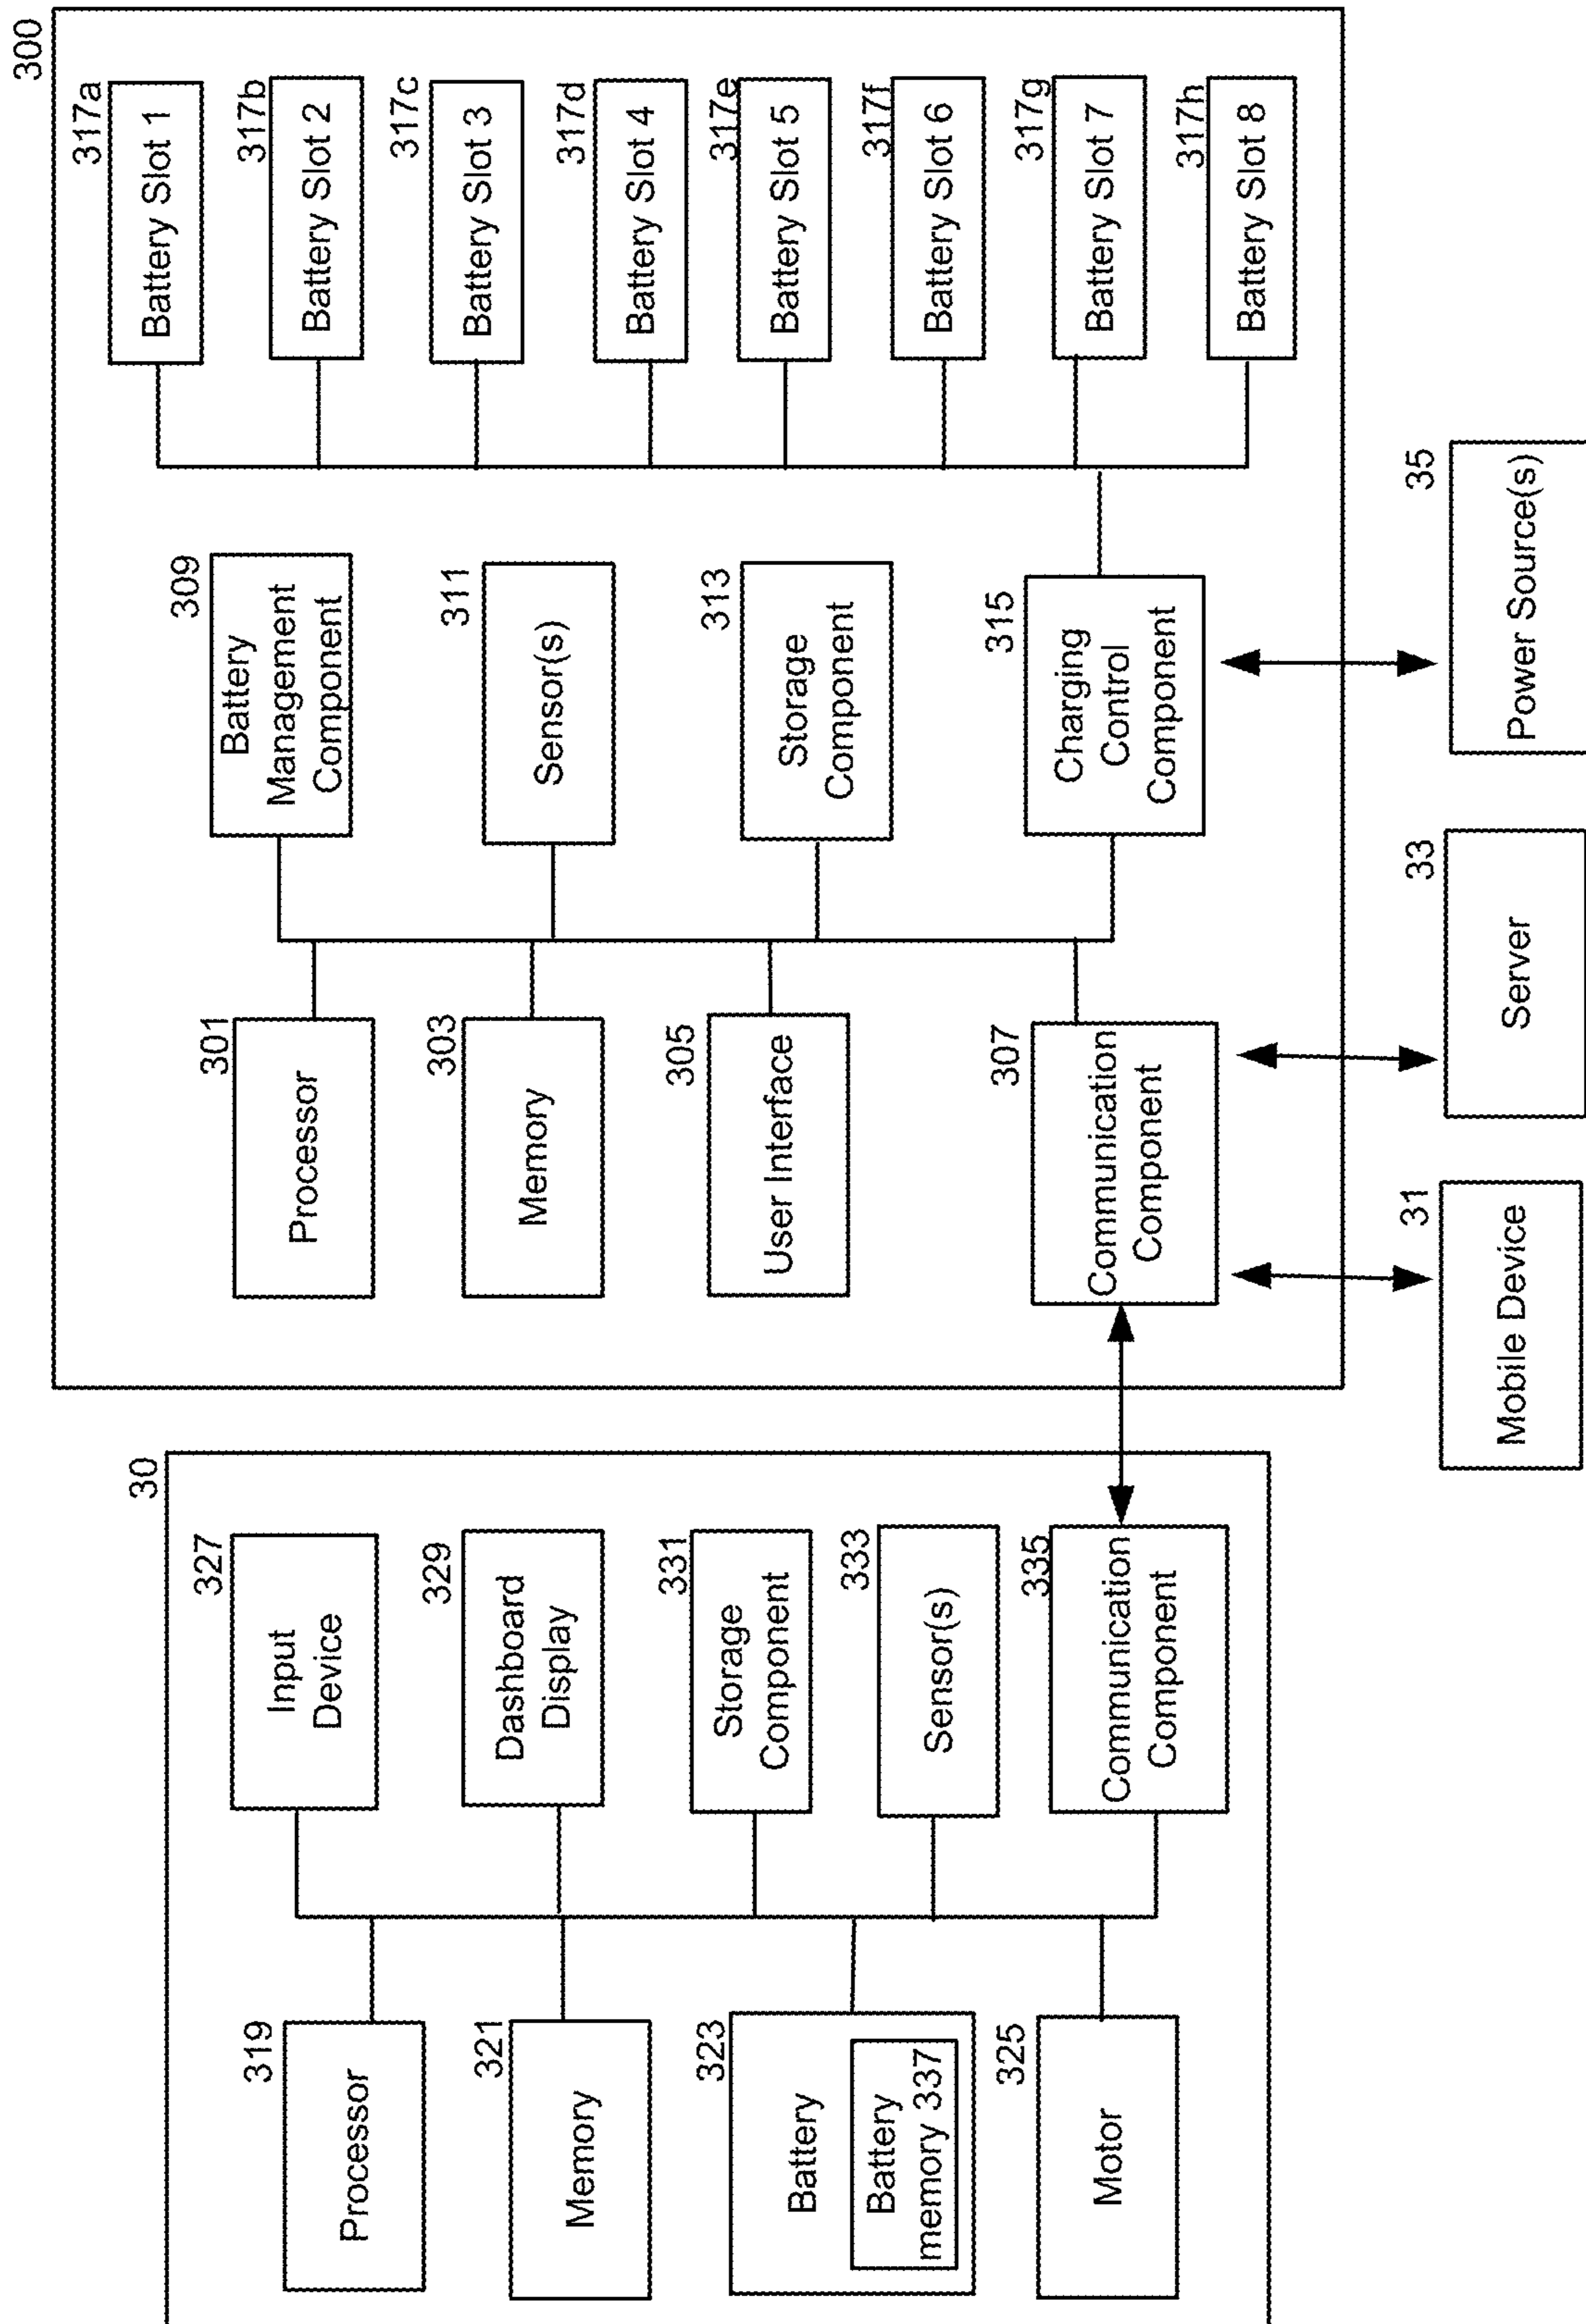 30
319
Processor
321
Memory
323
Battery
Battery
memory 337
325
Motor
327
Input
Device
329
Dashboard
Display
331
Storage
Component
333
Sensor(s)
335
Communication
Component
300
301
Processor
303
Memory
305
User Interface
307
Communication
Component
309
Battery
Management
Component
311
Sensor(s)
313
Storage
Component
315
Charging
Control
Component
317a
Battery Slot 1
317b
Battery Slot 2
317c
Battery Slot 3
317d
Battery Slot 4
317e
Battery Slot 5
317f
Battery Slot 6
317g
Battery Slot 7
317h
Battery Slot 8
31
Mobile Device
33
Server
35
Power Source(s)